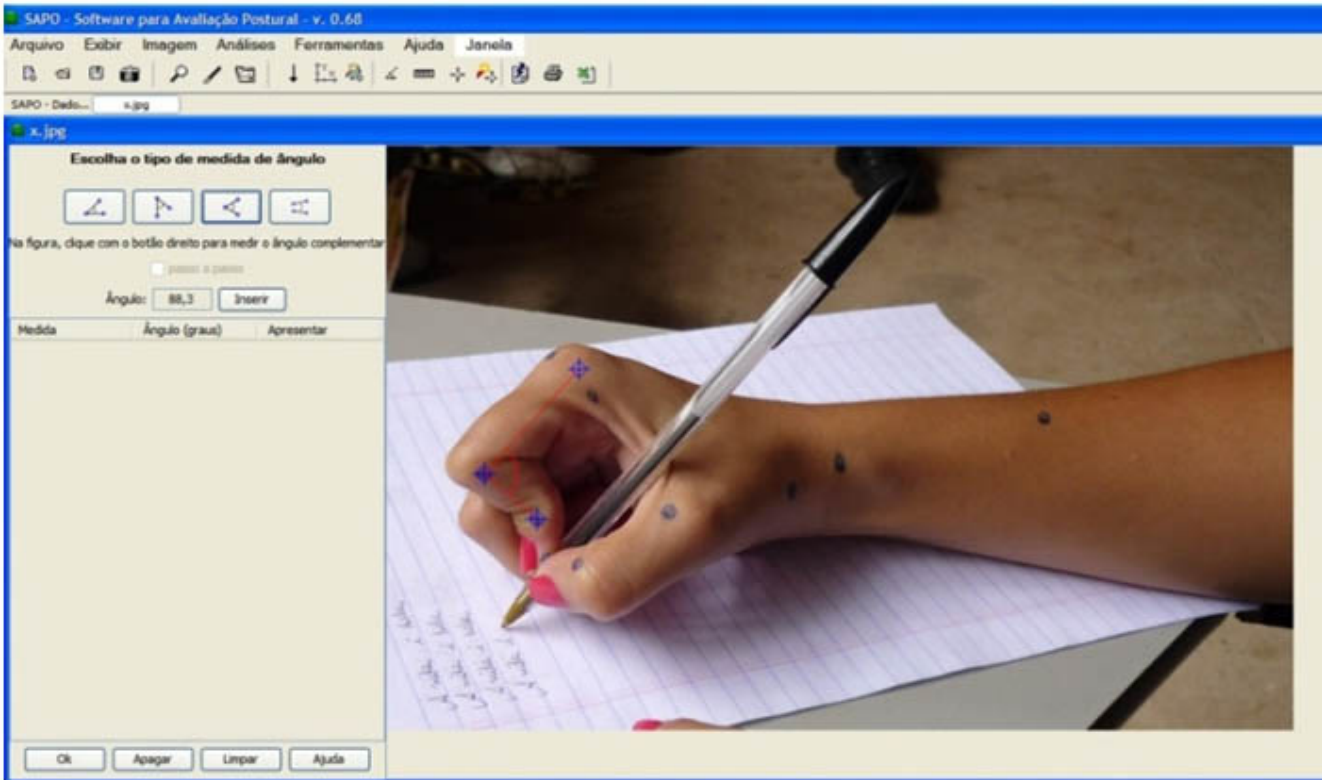 SAPO - Software para Avaliação Postural - v. 0.68
Arquivo Exibir Imagem Análises Ferramentas Ajuda Janela
SAPO - Dado... x.jpg
x.jpg
Escolha o tipo de medida de ângulo
Na figura, clique com o botão direito para medir o ângulo complementar
passo a passo
Ângulo: 88,3 Inserir
Medida Ângulo (graus) Apresentar
Ok Apagar Limpar Ajuda